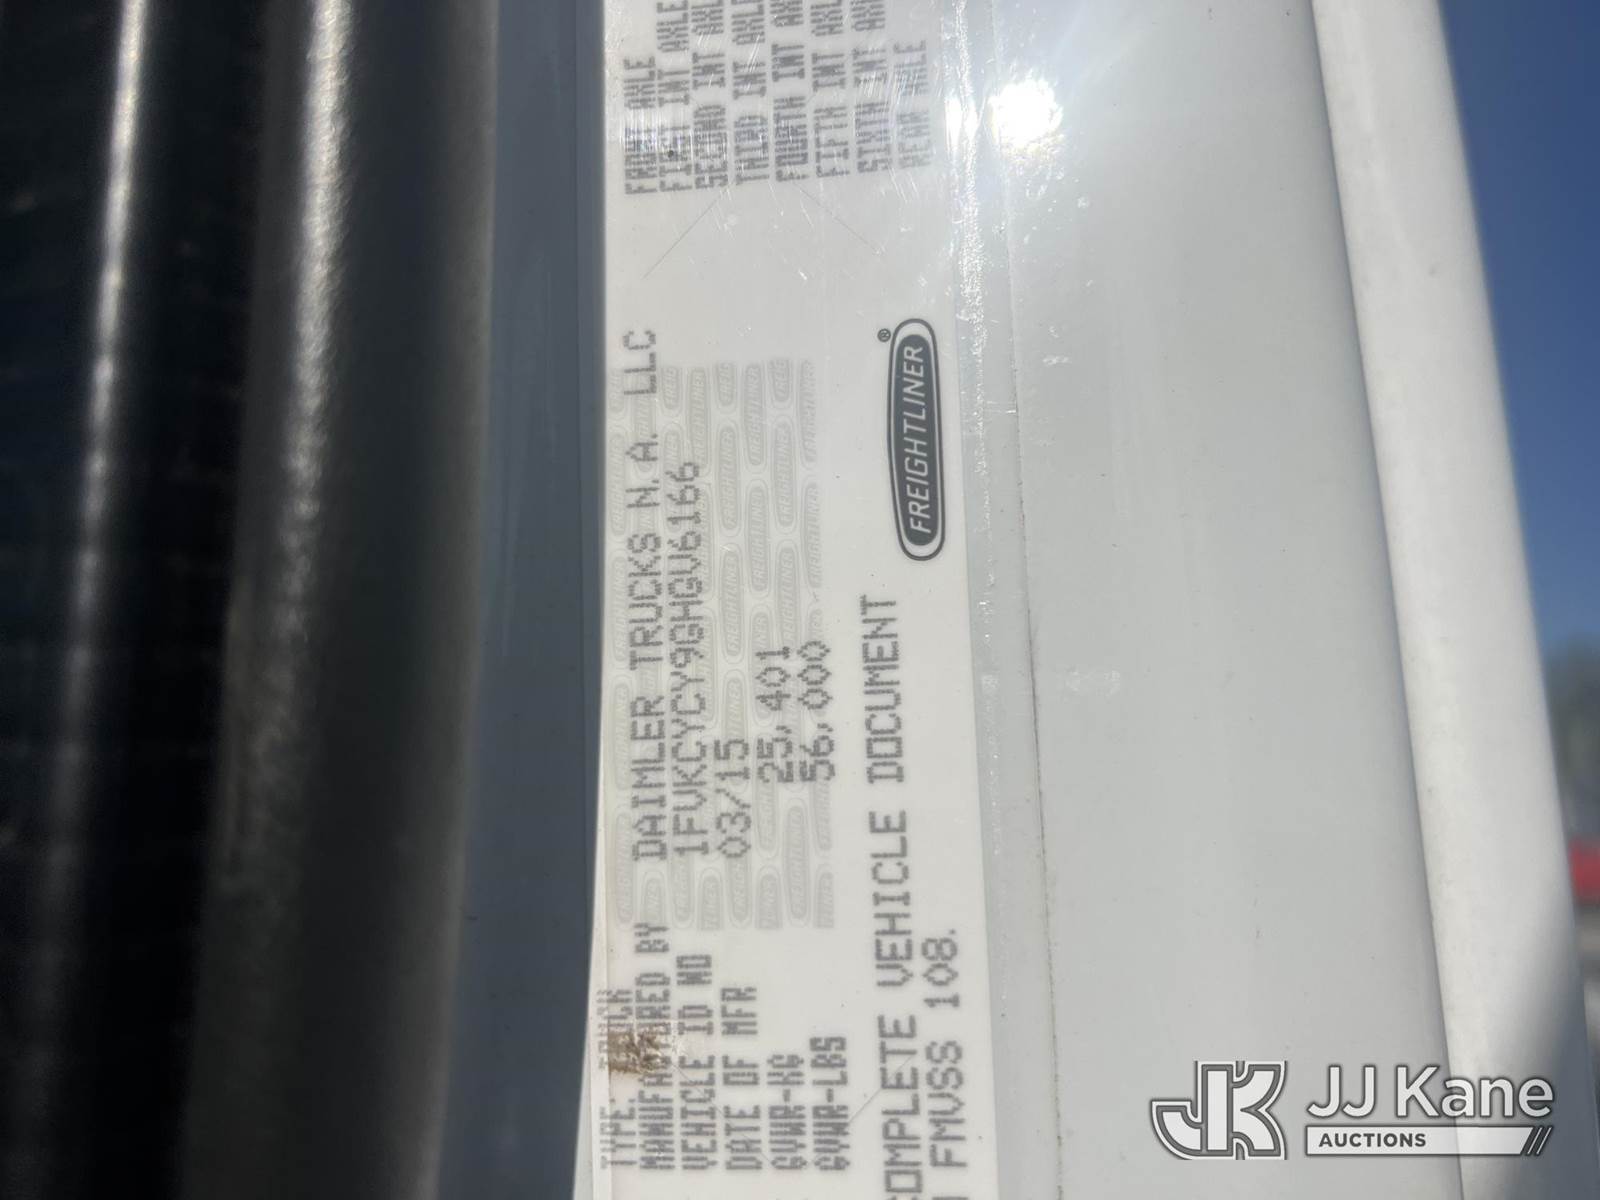 TYPE: TRUCK
MANUFACTURED BY DAIMLER TRUCKS N.A. LLC
VEHICLE ID NO 1FVKCYCY9GHGV6166
DATE OF MFR 03/15
GVWR-KG 25,401
GVWR-LBS 56,000
COMPLETE VEHICLE DOCUMENT
FMVSS 108.
FREIGHTLINER®
FRONT AXLE
FIRST INT AXLE
SECOND INT AXLE
THIRD INT AXLE
FOURTH INT AXLE
FIFTH INT AXLE
SIXTH INT AXLE
REAR AXLE
JK JJ Kane
AUCTIONS